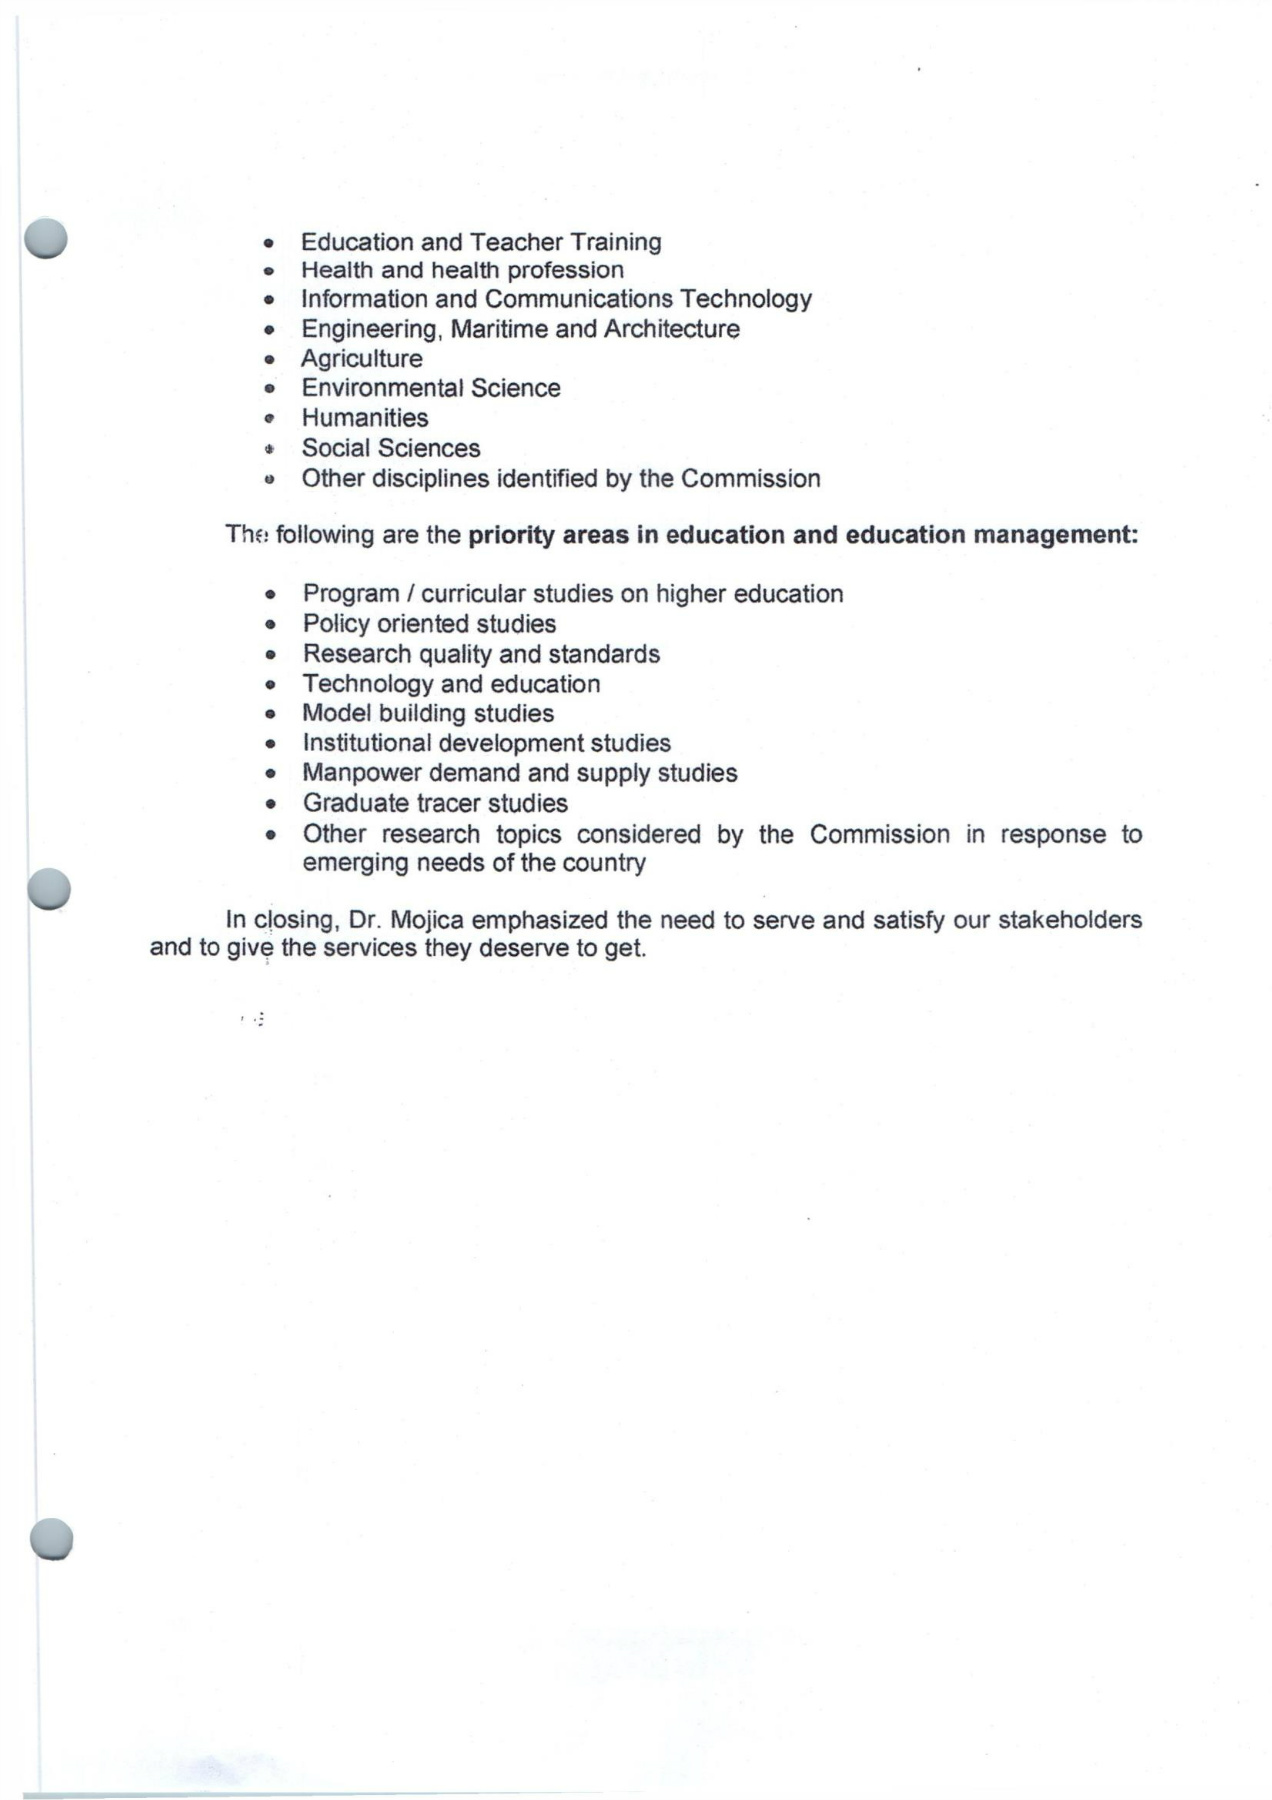 • Education and Teacher Training
• Health and health profession
• Information and Communications Technology
• Engineering, Maritime and Architecture
• Agriculture
• Environmental Science
• Humanities
• Social Sciences
• Other disciplines identified by the Commission
The following are the priority areas in education and education management:
• Program / curricular studies on higher education
• Policy oriented studies
• Research quality and standards
• Technology and education
• Model building studies
• Institutional development studies
• Manpower demand and supply studies
• Graduate tracer studies
• Other research topics considered by the Commission in response to
emerging needs of the country
In closing, Dr. Mojica emphasized the need to serve and satisfy our stakeholders
and to give the services they deserve to get.